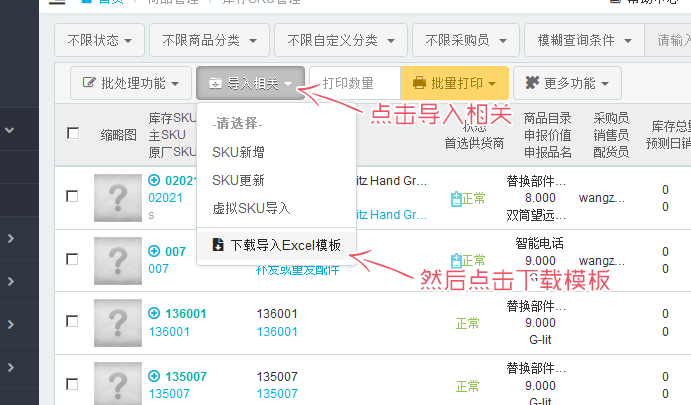 首页 / 商品管理 / 库存SKU管理
帮助中心
不限状态 不限商品分类 不限自定义分类 不限采购员 模糊查询条件 请输入
批处理功能 导入相关 打印数量 批量打印 更多功能
点击导入相关
-请选择-
SKU新增
SKU更新
虚拟SKU导入
下载导入Excel模板
然后点击下载模板
缩略图
库存SKU
主SKU
原厂SKU
状态
首选供货商
商品目录
申报价值
申报品名
采购员
销售员
配货员
库存总
预测日销
02021
02021
s
itz Hand Gr...
itz Hand Gr...
正常
替换部件...
8.000
双筒望远...
wangz...
0
0
007
007
补发或重发配件
正常
智能电话
9.000
G-lit
wangz...
0
0
136001
136001
136001
136001
正常
替换部件...
9.000
G-lit
0
0
135007
135007
135007
135007
正常
替换部件...
9.000
G-lit
0
0